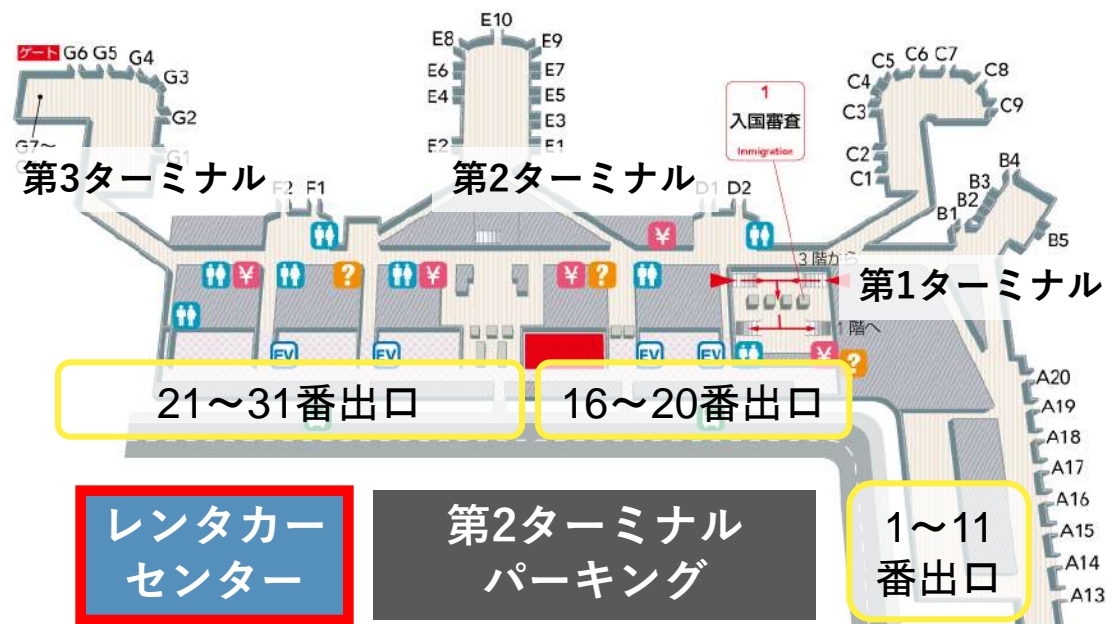 E10
E8
E9
ゲート
G6
G5
G4
G3
G2
G1
G7〜
E6
E4
E2
E7
E5
E3
E1
C5
C6
C7
C4
C8
C3
C9
C2
C1
1
入国審査
Immigration
B4
B3
B2
B1
B5
第3ターミナル
第2ターミナル
F2
F1
D1
D2
3階から
第1ターミナル
1階へ
¥
¥
¥
¥
¥
?
?
?
EV
EV
EV
EV
21〜31番出口
16〜20番出口
A20
A19
A18
A17
A16
A15
A14
A13
レンタカー
センター
第2ターミナル
パーキング
1〜11
番出口